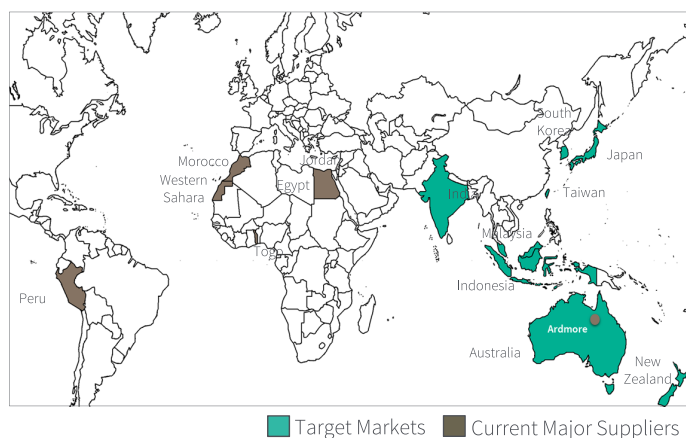 South
Korea
Japan
Morocco
Jordan
Western
Sahara
Egypt
India
Taiwan
Togo
Malaysia
Peru
Indonesia
Ardmore
Australia
New
Zealand
Target Markets
Current Major Suppliers